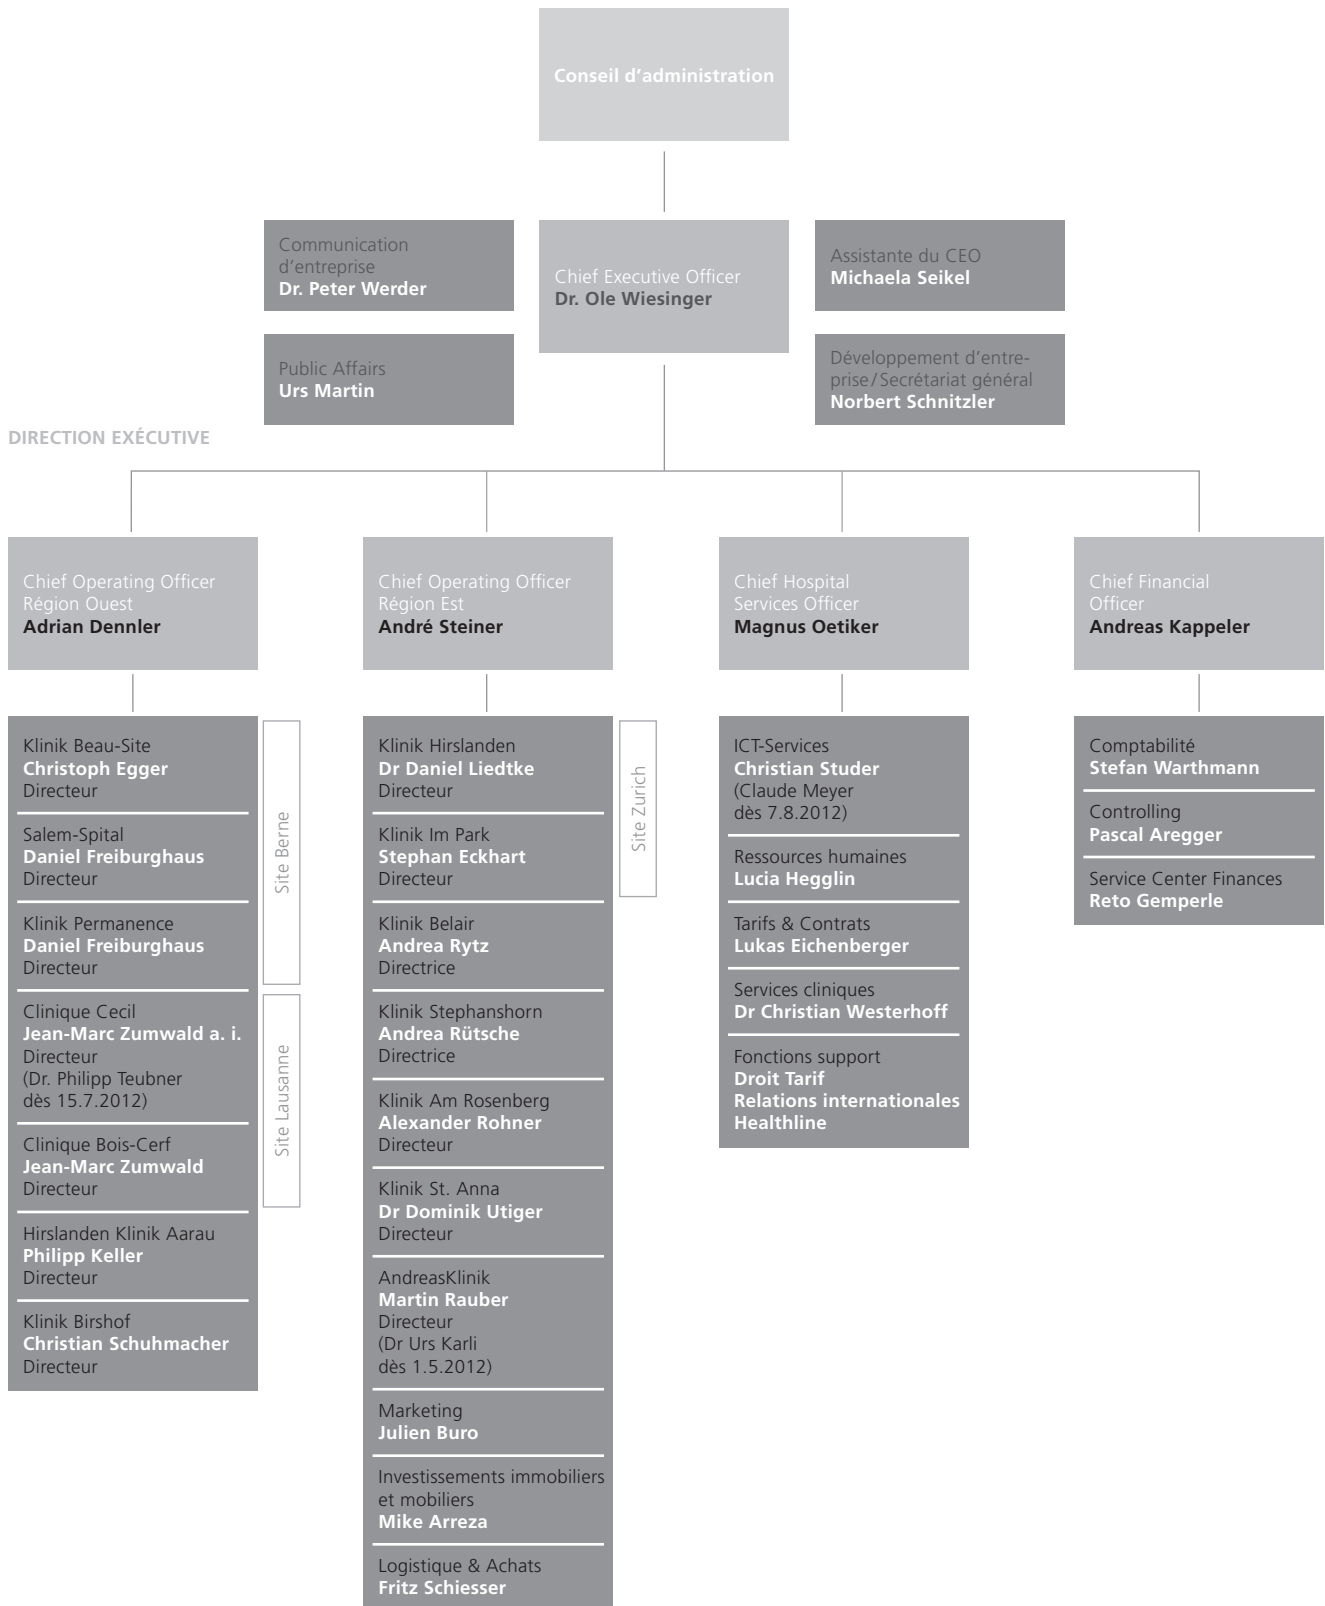 Conseil d'administration
Communication
d'entreprise
Dr. Peter Werder
Chief Executive Officer
Dr. Ole Wiesinger
Assistante du CEO
Michaela Seikel
Public Affairs
Urs Martin
Développement d'entre-
prise/Secrétariat général
Norbert Schnitzler
DIRECTION EXÉCUTIVE
Chief Operating Officer
Région Ouest
Adrian Dennler
Chief Operating Officer
Région Est
André Steiner
Chief Hospital
Services Officer
Magnus Oetiker
Chief Financial
Officer
Andreas Kappeler
Klinik Beau-Site
Christoph Egger
Directeur
Salem-Spital
Daniel Freiburghaus
Directeur
Klinik Permanence
Daniel Freiburghaus
Directeur
Clinique Cecil
Jean-Marc Zumwald a. i.
Directeur
(Dr. Philipp Teubner
dès 15.7.2012)
Clinique Bois-Cerf
Jean-Marc Zumwald
Directeur
Hirslanden Klinik Aarau
Philipp Keller
Directeur
Klinik Birshof
Christian Schuhmacher
Directeur
Site Berne
Site Lausanne
Klinik Hirslanden
Dr Daniel Liedtke
Directeur
Klinik Im Park
Stephan Eckhart
Directeur
Klinik Belair
Andrea Rytz
Directrice
Klinik Stephanshorn
Andrea Rütsche
Directrice
Klinik Am Rosenberg
Alexander Rohner
Directeur
Klinik St. Anna
Dr Dominik Utiger
Directeur
AndreasKlinik
Martin Rauber
Directeur
(Dr Urs Karli
dès 1.5.2012)
Marketing
Julien Buro
Investissements immobiliers
et mobiliers
Mike Arreza
Logistique & Achats
Fritz Schiesser
Site Zurich
ICT-Services
Christian Studer
(Claude Meyer
dès 7.8.2012)
Ressources humaines
Lucia Hegglin
Tarifs & Contrats
Lukas Eichenberger
Services cliniques
Dr Christian Westerhoff
Fonctions support
Droit Tarif
Relations internationales
Healthline
Comptabilité
Stefan Warthmann
Controlling
Pascal Aregger
Service Center Finances
Reto Gemperle